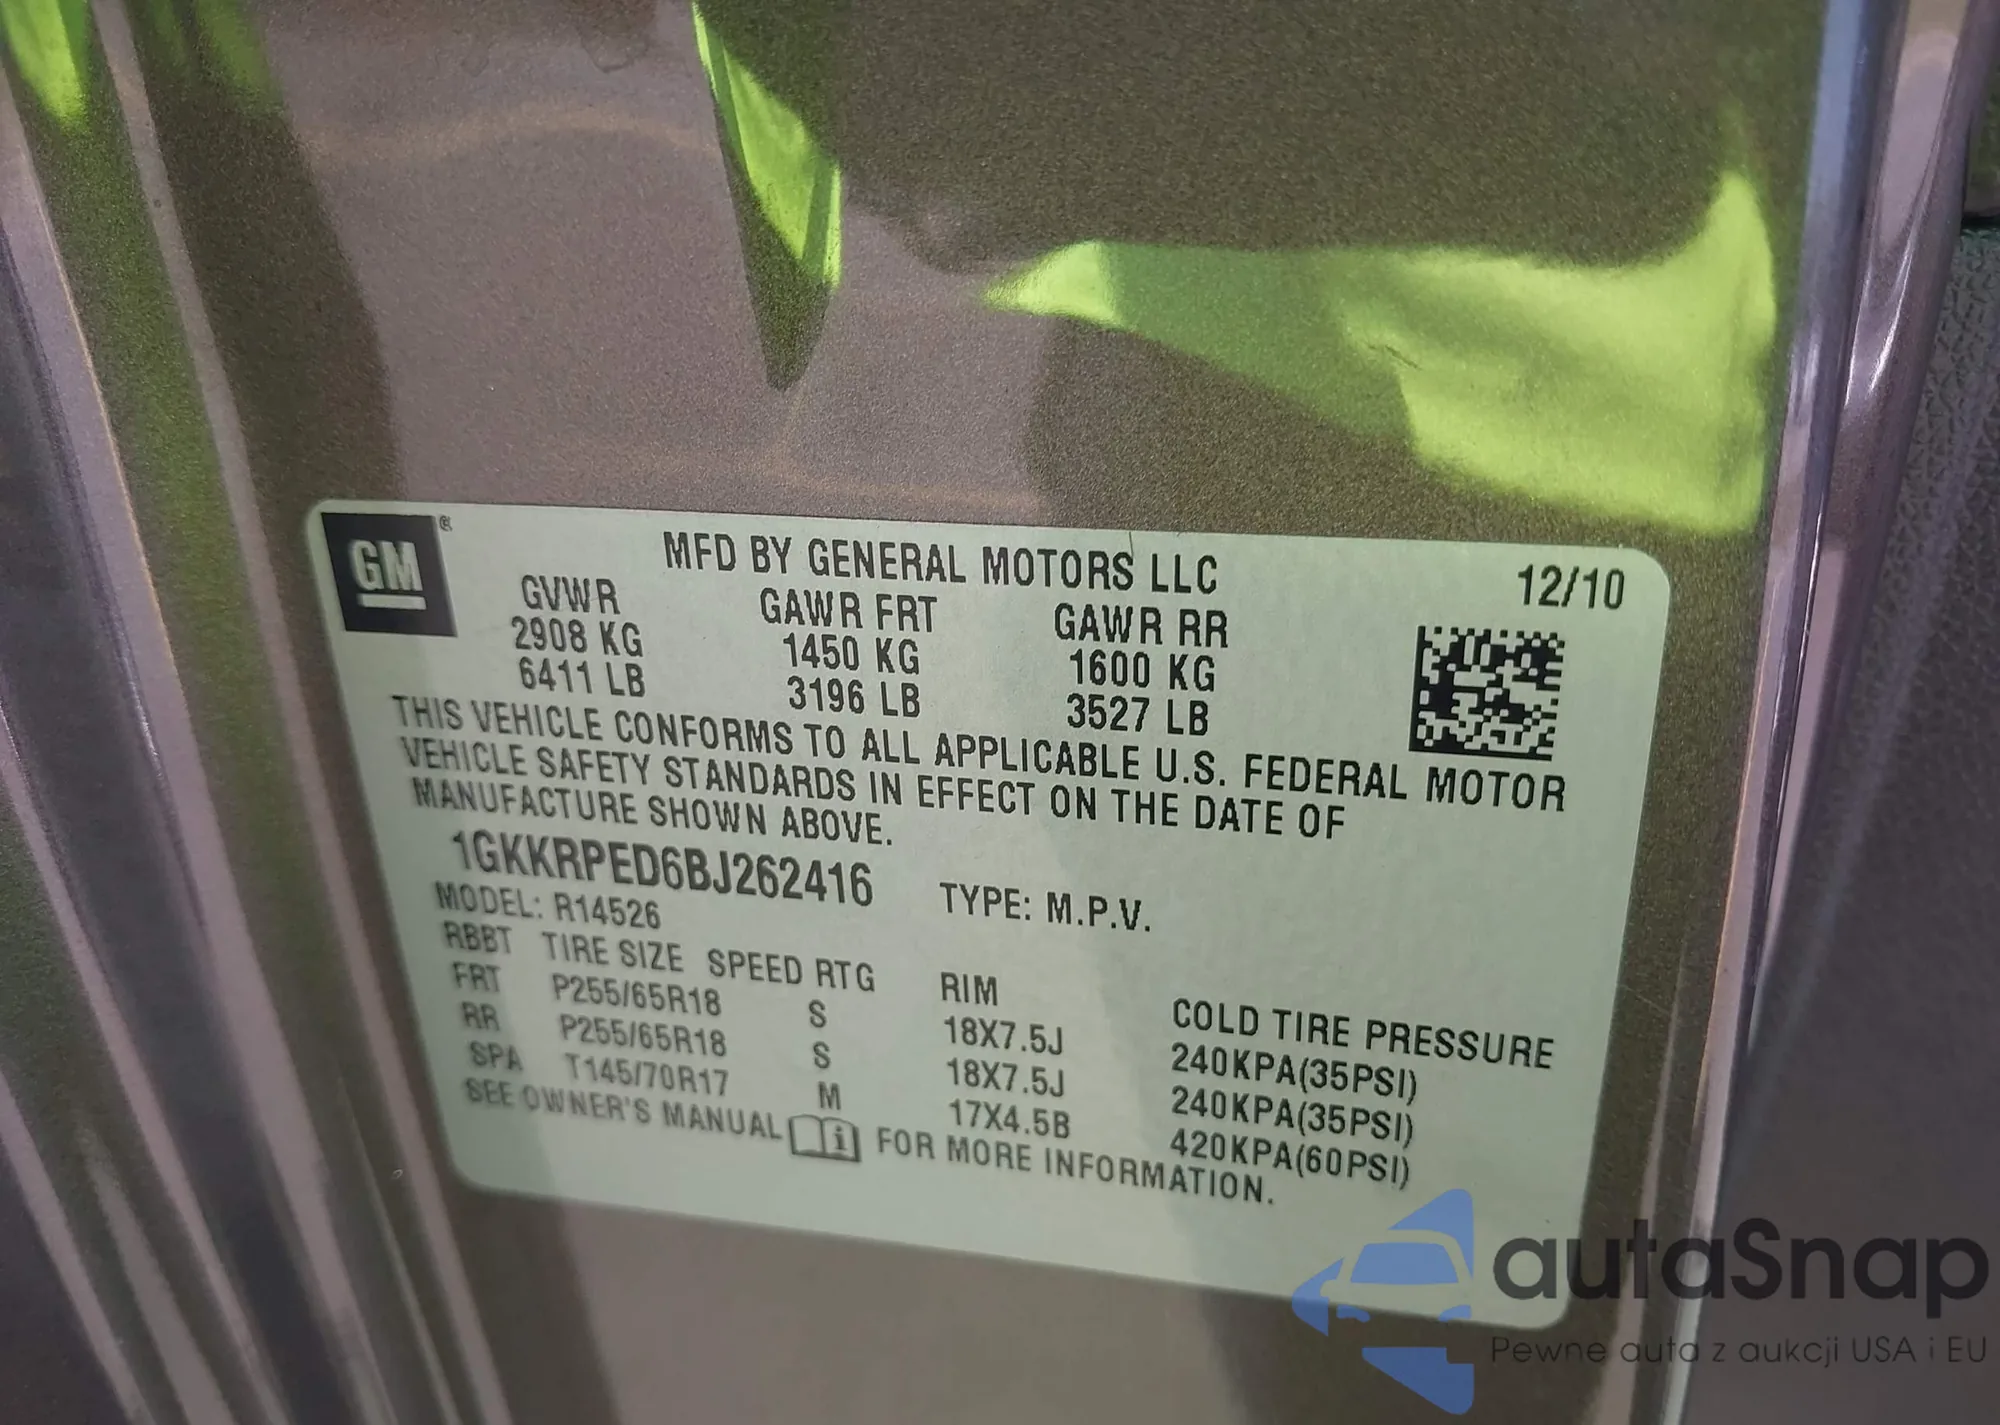 GM ®
MFD BY GENERAL MOTORS LLC 12/10
GVWR GAWR FRT GAWR RR
2908 KG 1450 KG 1600 KG
6411 LB 3196 LB 3527 LB
THIS VEHICLE CONFORMS TO ALL APPLICABLE U.S. FEDERAL MOTOR
VEHICLE SAFETY STANDARDS IN EFFECT ON THE DATE OF
MANUFACTURE SHOWN ABOVE.
1GKKRPED6BJ262416 TYPE: M.P.V.
MODEL: R14526
RBBT TIRE SIZE SPEED RTG RIM COLD TIRE PRESSURE
FRT P255/65R18 S 18X7.5J 240KPA(35PSI)
RR P255/65R18 S 18X7.5J 240KPA(35PSI)
SPA T145/70R17 M 17X4.5B 420KPA(60PSI)
SEE OWNER'S MANUAL i FOR MORE INFORMATION.
autaSnap
Pewne auta z aukcji USA i EU